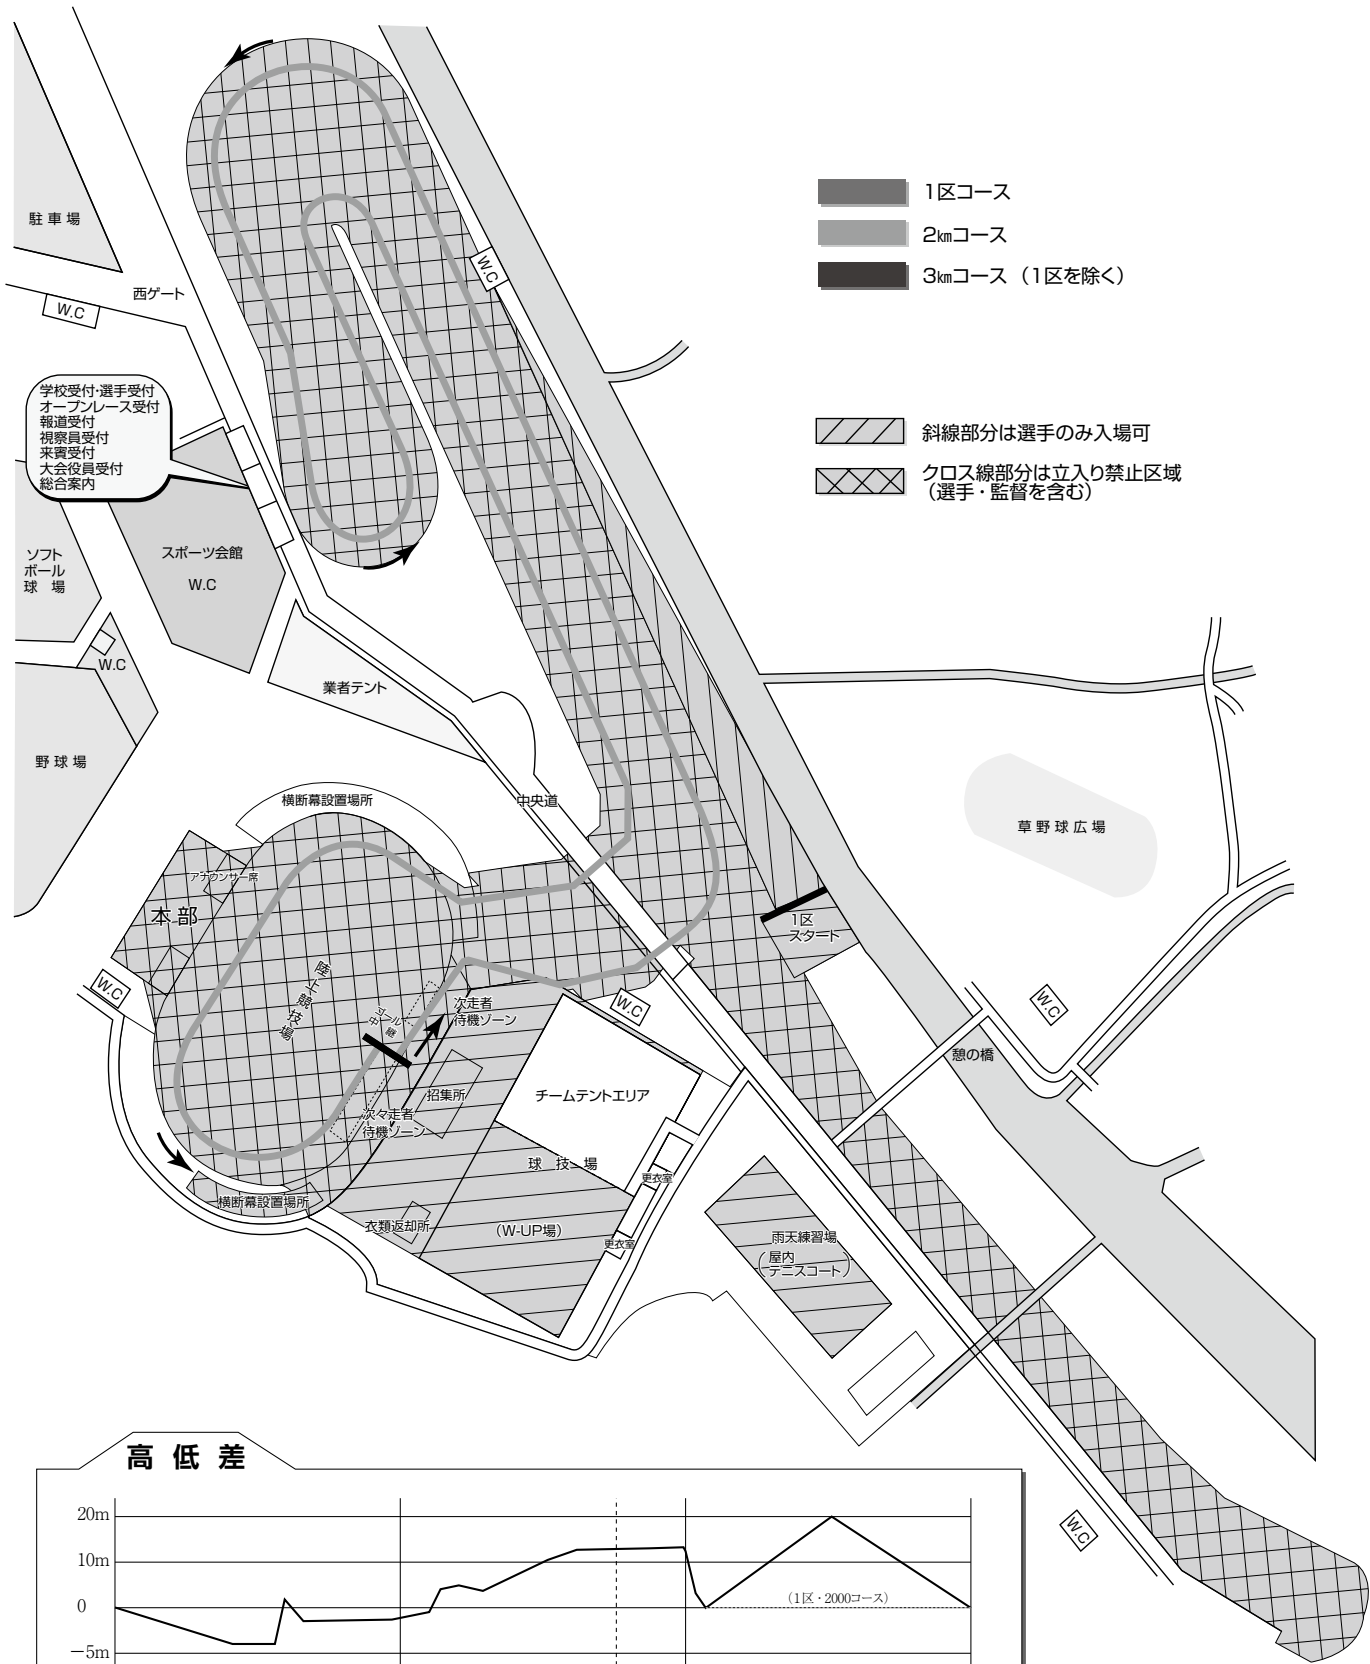 1区コース
2㎞コース
3㎞コース（1区を除く）
斜線部分は選手のみ入場可
クロス線部分は立入り禁止区域
（選手・監督を含む）
駐車場
西ゲート
W.C
W.C
学校受付・選手受付
オープンレース受付
報道受付
視察員受付
来賓受付
大会役員受付
総合案内
ソフト
ボール
球場
スポーツ会館
W.C
W.C
業者テント
野球場
横断幕設置場所
中央道
草野球広場
アナウンサー席
本部
1区
スタート
陸上競技場
W.C
ゴール
中継
次走者
待機ゾーン
W.C
W.C
憩の橋
招集所
チームテントエリア
次々走者
待機ゾーン
球技場
更衣室
横断幕設置場所
衣類返却所
（W-UP場）
更衣室
雨天練習場
（屋内
テニスコート）
W.C
高低差
20m
10m
0
（1区・2000コース）
−5m